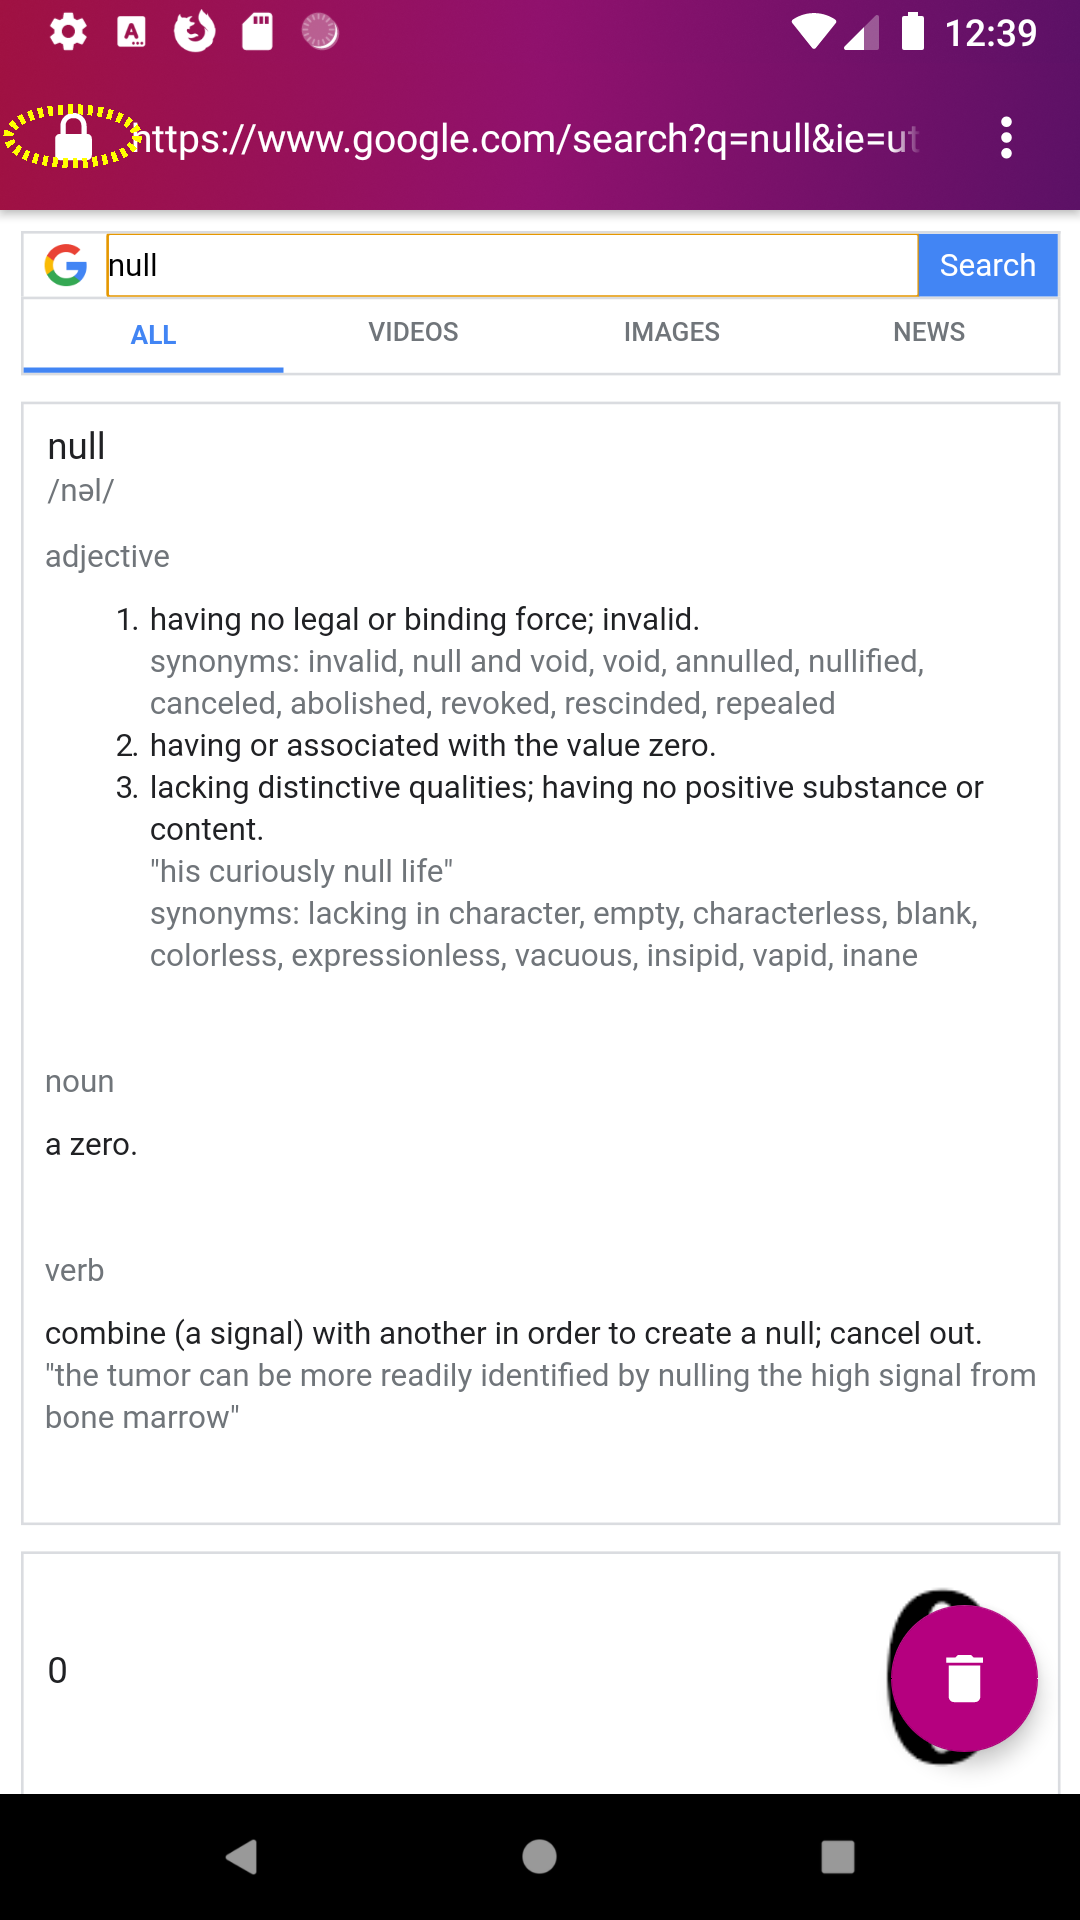 12:39
https://www.google.com/search?q=null&ie=ut
null Search
ALL VIDEOS IMAGES NEWS
null
/nəl/
adjective
1. having no legal or binding force; invalid.
synonyms: invalid, null and void, void, annulled, nullified,
canceled, abolished, revoked, rescinded, repealed
2. having or associated with the value zero.
3. lacking distinctive qualities; having no positive substance or
content.
"his curiously null life"
synonyms: lacking in character, empty, characterless, blank,
colorless, expressionless, vacuous, insipid, vapid, inane
noun
a zero.
verb
combine (a signal) with another in order to create a null; cancel out.
"the tumor can be more readily identified by nulling the high signal from
bone marrow"
0